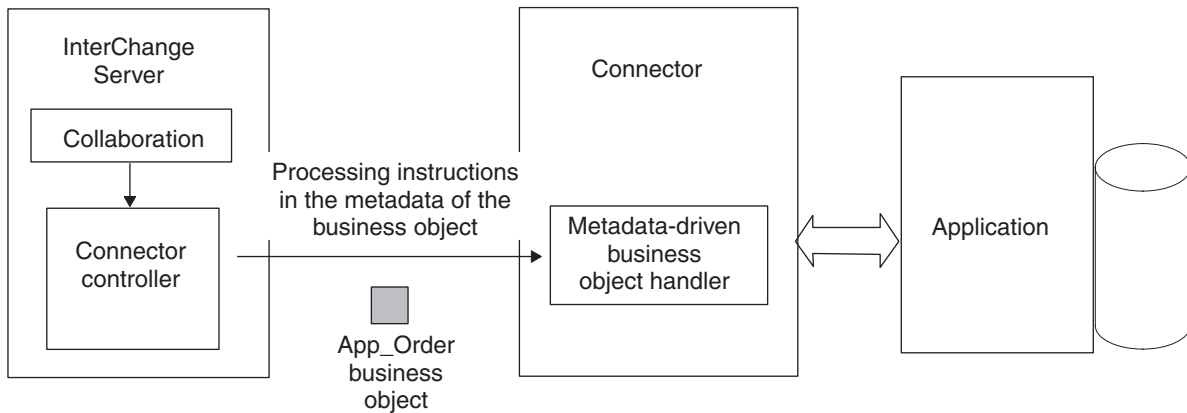 InterChange
Server
Collaboration
Connector
controller
Processing instructions
in the metadata of the
business object
App_Order
business
object
Connector
Metadata-driven
business
object handler
Application